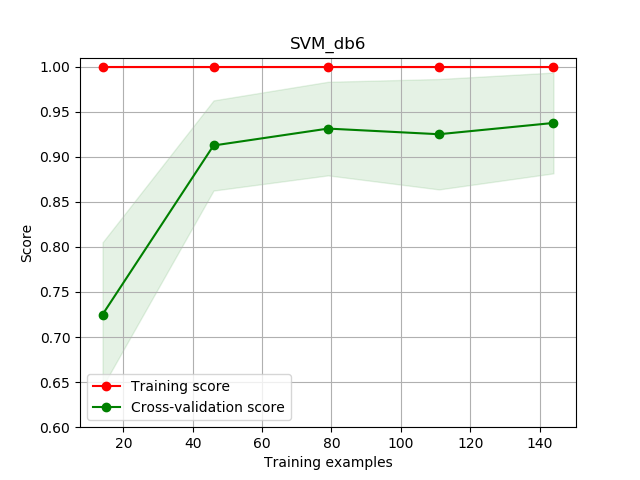 SVM_db6
1.00
0.95
0.90
0.85
0.80
0.75
0.70
0.65
0.60
Score
Training score
Cross-validation score
20 40 60 80 100 120 140
Training examples